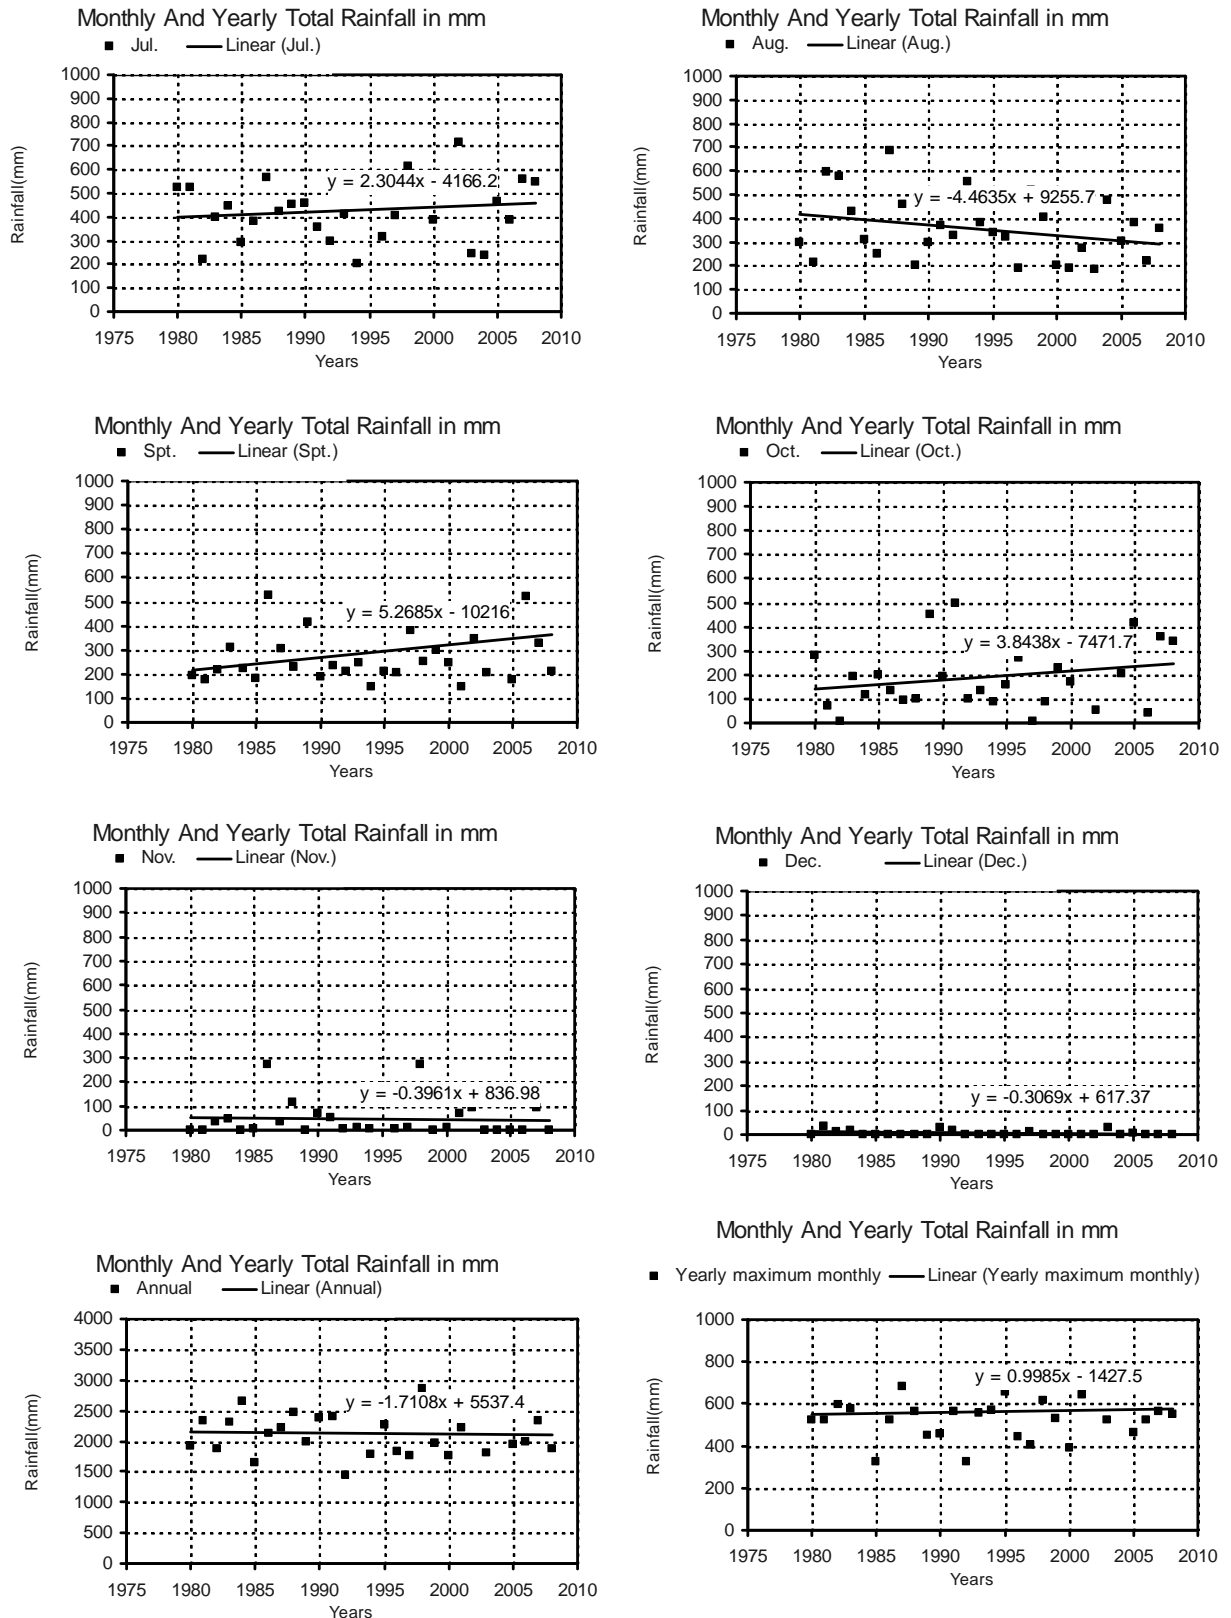 Monthly And Yearly Total Rainfall in mm
Jul. Linear (Jul.)
1000
900
800
700
600
500
400
300
200
100
0
Rainfall(mm)
y = 2.3044x - 4166.2
1975 1980 1985 1990 1995 2000 2005 2010
Years
Monthly And Yearly Total Rainfall in mm
Aug. Linear (Aug.)
1000
900
800
700
600
500
400
300
200
100
0
Rainfall(mm)
y = -4.4635x + 9255.7
1975 1980 1985 1990 1995 2000 2005 2010
Years
Monthly And Yearly Total Rainfall in mm
Spt. Linear (Spt.)
1000
900
800
700
600
500
400
300
200
100
0
Rainfall(mm)
y = 5.2685x - 10216
1975 1980 1985 1990 1995 2000 2005 2010
Years
Monthly And Yearly Total Rainfall in mm
Oct. Linear (Oct.)
1000
900
800
700
600
500
400
300
200
100
0
Rainfall(mm)
y = 3.8438x - 7471.7
1975 1980 1985 1990 1995 2000 2005 2010
Years
Monthly And Yearly Total Rainfall in mm
Nov. Linear (Nov.)
1000
900
800
700
600
500
400
300
200
100
0
Rainfall(mm)
y = -0.3961x + 836.98
1975 1980 1985 1990 1995 2000 2005 2010
Years
Monthly And Yearly Total Rainfall in mm
Dec. Linear (Dec.)
1000
900
800
700
600
500
400
300
200
100
0
Rainfall(mm)
y = -0.3069x + 617.37
1975 1980 1985 1990 1995 2000 2005 2010
Years
Monthly And Yearly Total Rainfall in mm
Annual Linear (Annual)
4000
3500
3000
2500
2000
1500
1000
500
0
Rainfall(mm)
y = -1.7108x + 5537.4
1975 1980 1985 1990 1995 2000 2005 2010
Years
Monthly And Yearly Total Rainfall in mm
Yearly maximum monthly Linear (Yearly maximum monthly)
1000
800
600
400
200
0
Rainfall(mm)
y = 0.9985x - 1427.5
1975 1980 1985 1990 1995 2000 2005 2010
Years